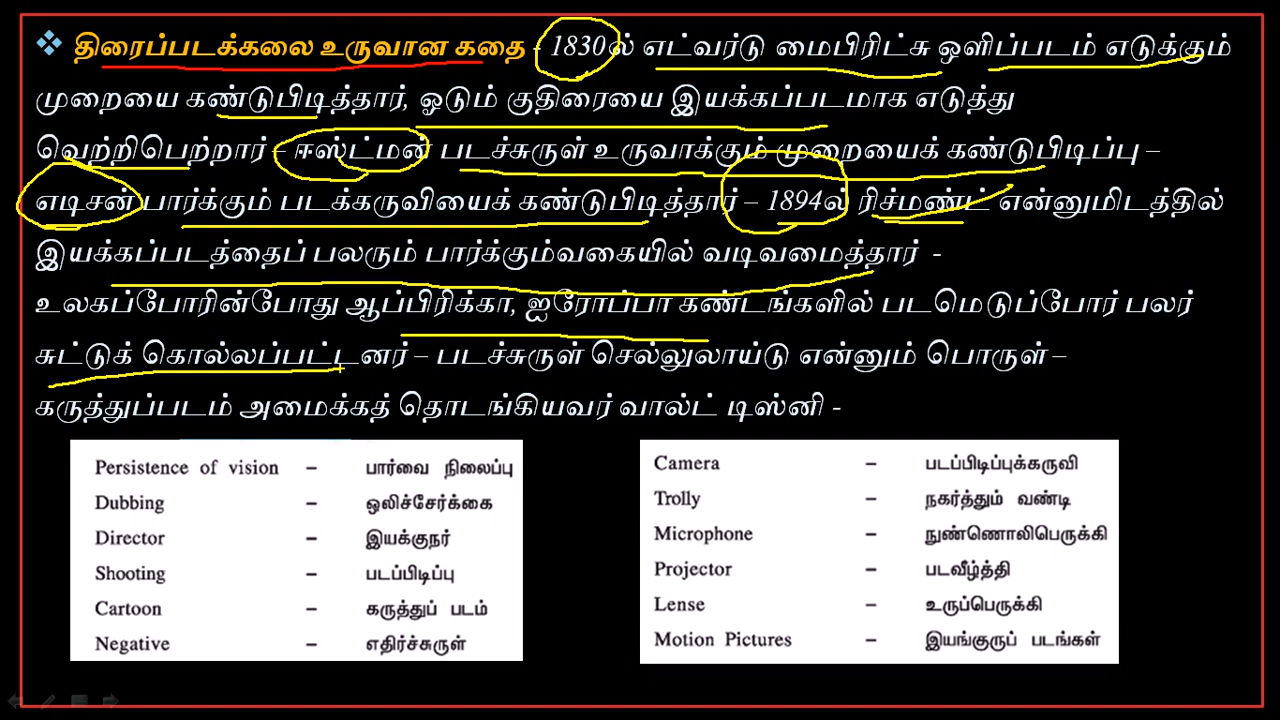 திரைப்படக்கலை உருவான கதை - 1830ல் எட்வர்டு மைபிரிட்சு ஒளிப்படம் எடுக்கும்
முறையை கண்டுபிடித்தார், ஓடும் குதிரையை இயக்கப்படமாக எடுத்து
வெற்றிபெற்றார் – ஈஸ்ட்மன் படச்சுருள் உருவாக்கும் முறையைக் கண்டுபிடிப்பு –
எடிசன் பார்க்கும் படக்கருவியைக் கண்டுபிடித்தார் – 1894ல் ரிச்மண்ட் என்னுமிடத்தில்
இயக்கப்படத்தைப் பலரும் பார்க்கும்வகையில் வடிவமைத்தார் -
உலகப்போரின்போது ஆப்பிரிக்கா, ஐரோப்பா கண்டங்களில் படமெடுப்போர் பலர்
சுட்டுக் கொல்லப்பட்டனர் – படச்சுருள் செல்லுலாய்டு என்னும் பொருள் –
கருத்துப்படம் அமைக்கத் தொடங்கியவர் வால்ட் டிஸ்னி -
Persistence of vision – பார்வை நிலைப்பு
Dubbing – ஒலிச்சேர்க்கை
Director – இயக்குநர்
Shooting – படப்பிடிப்பு
Cartoon – கருத்துப் படம்
Negative – எதிர்ச்சுருள்
Camera – படப்பிடிப்புக்கருவி
Trolly – நகர்த்தும் வண்டி
Microphone – நுண்ணொலிபெருக்கி
Projector – படவீழ்த்தி
Lense – உருப்பெருக்கி
Motion Pictures – இயங்குருப் படங்கள்